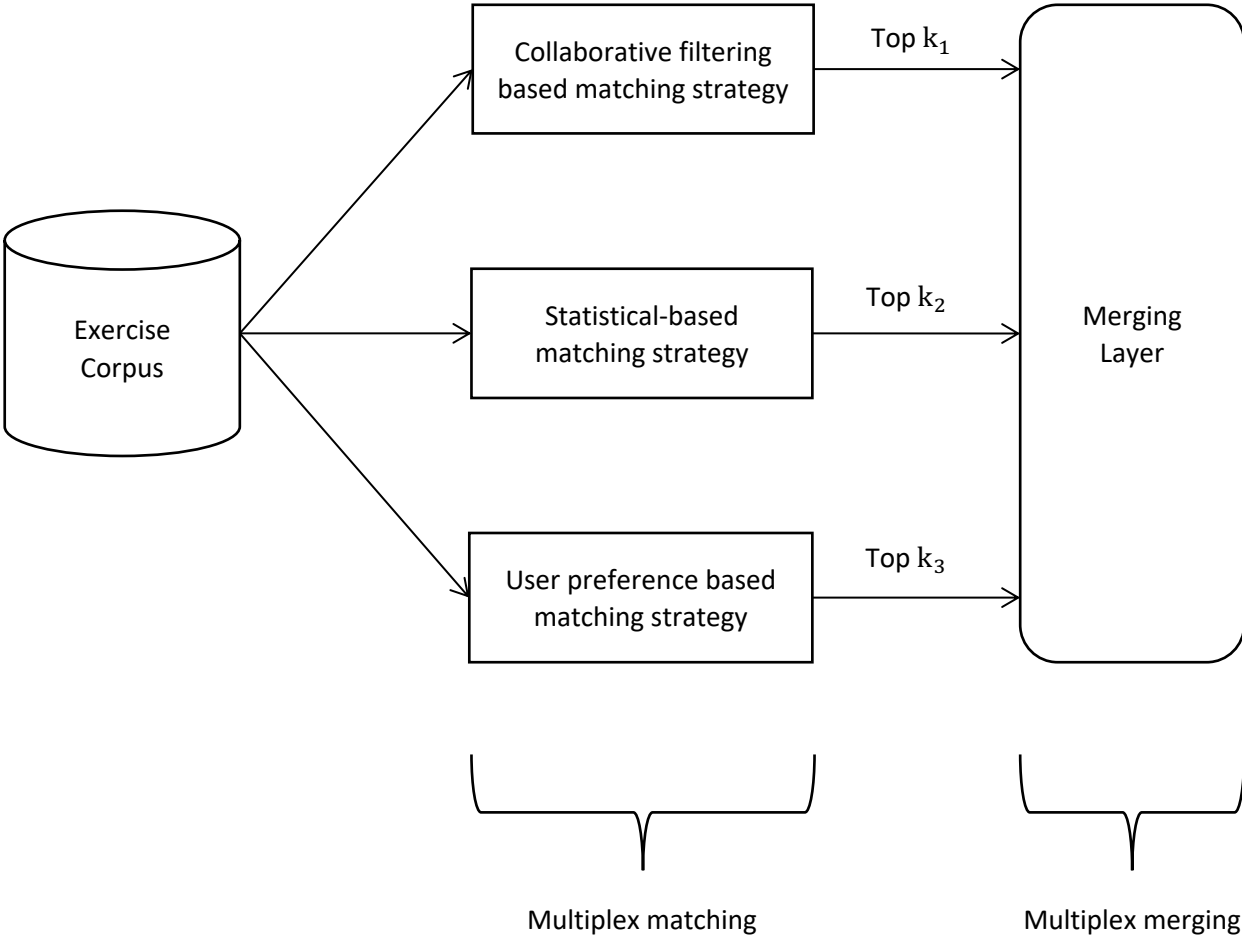 Collaborative filtering
based matching strategy
Top k₁
Exercise
Corpus
Statistical-based
matching strategy
Top k₂
Merging
Layer
User preference based
matching strategy
Top k₃
Multiplex matching
Multiplex merging